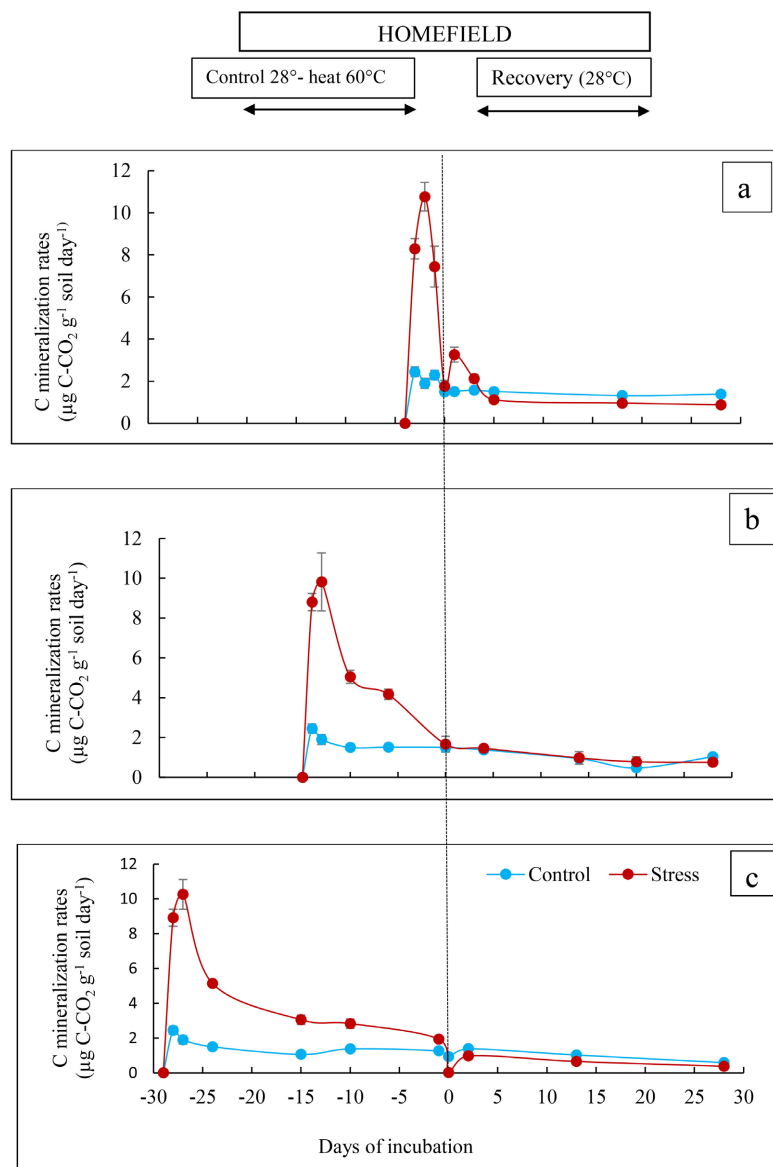 HOMEFIELD
Control 28°- heat 60°C
Recovery (28°C)
a
C mineralization rates
(µg C-CO₂ g⁻¹ soil day⁻¹)
12
10
8
6
4
2
0
b
C mineralization rates
(µg C-CO₂ g⁻¹ soil day⁻¹)
12
10
8
6
4
2
0
c
Control
Stress
C mineralization rates
(µg C-CO₂ g⁻¹ soil day⁻¹)
12
10
8
6
4
2
0
-30 -25 -20 -15 -10 -5 0 5 10 15 20 25 30
Days of incubation